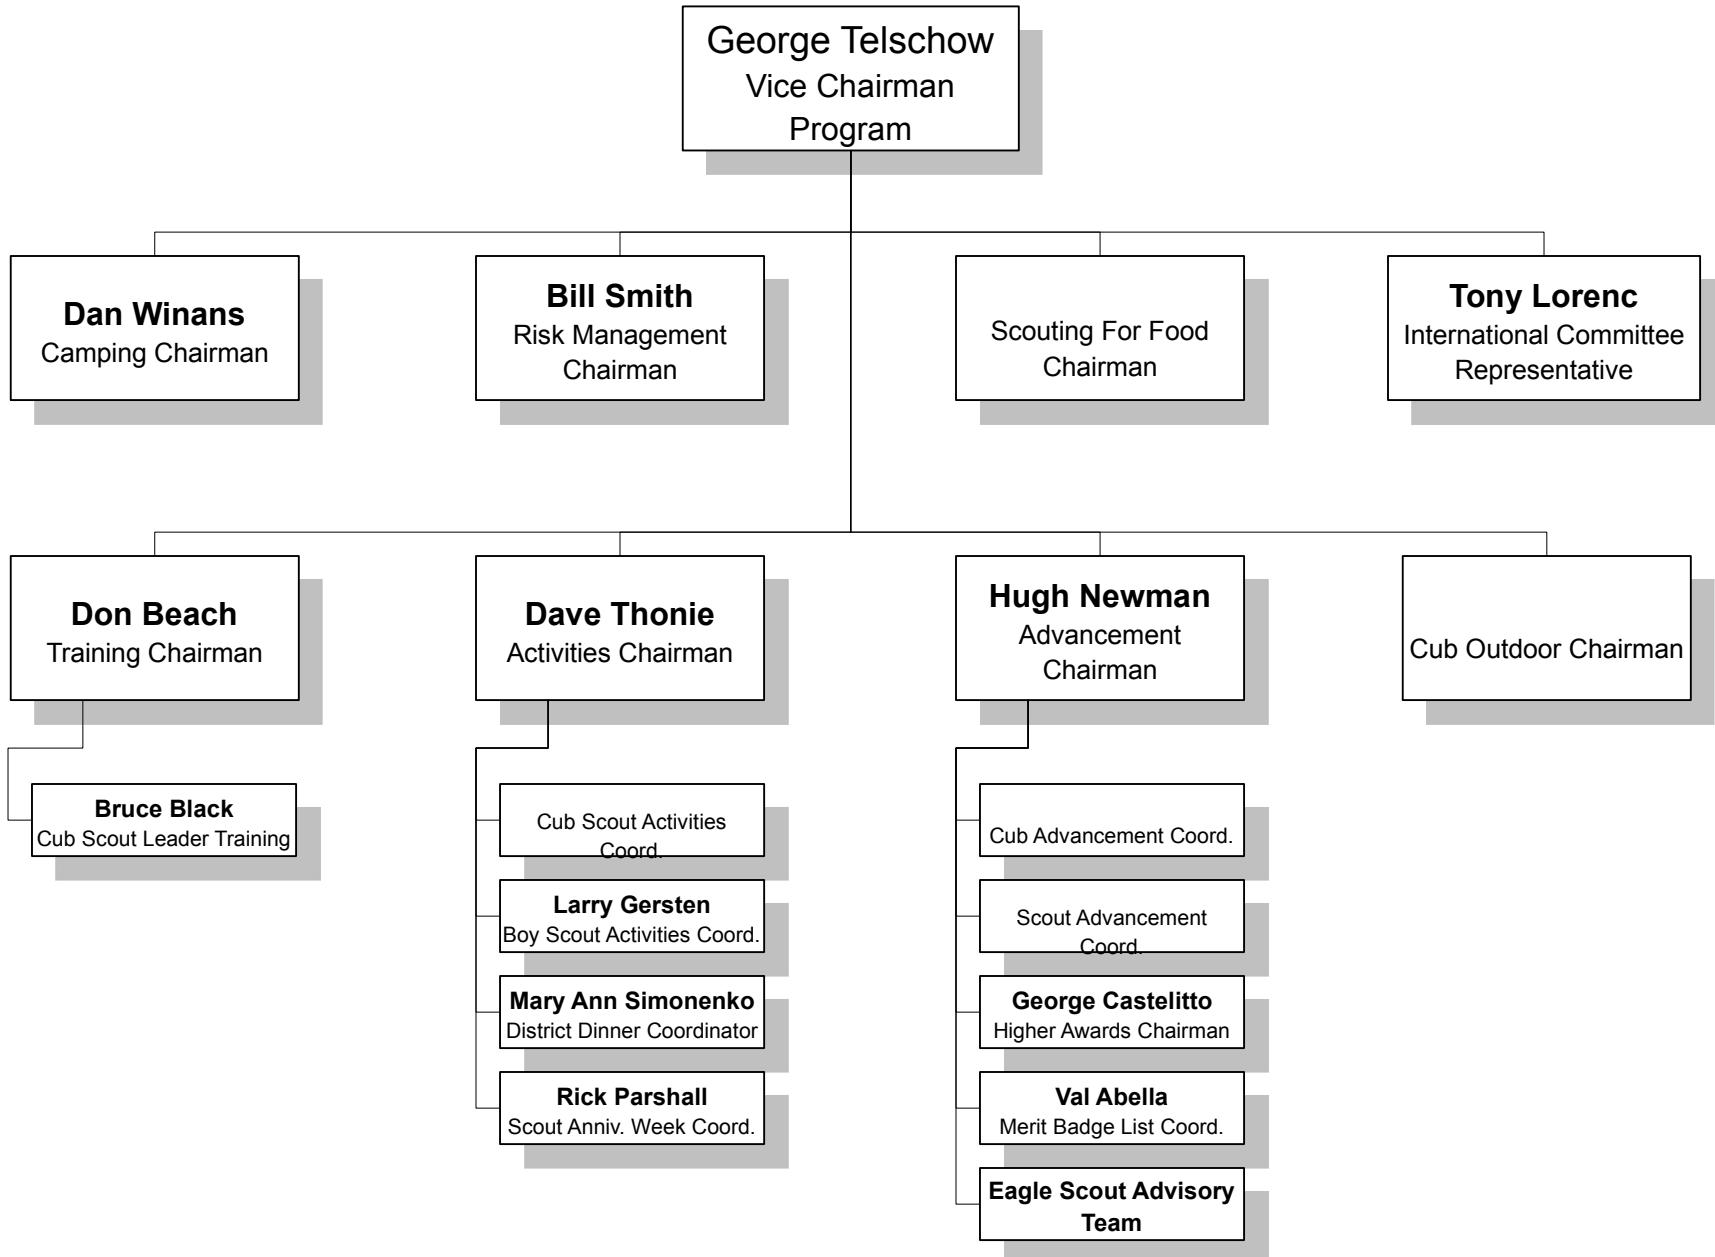 George Telschow
Vice Chairman
Program
Dan Winans
Camping Chairman
Bill Smith
Risk Management
Chairman
Scouting For Food
Chairman
Tony Lorenc
International Committee
Representative
Don Beach
Training Chairman
Dave Thonie
Activities Chairman
Hugh Newman
Advancement
Chairman
Cub Outdoor Chairman
Bruce Black
Cub Scout Leader Training
Cub Scout Activities
Coord.
Larry Gersten
Boy Scout Activities Coord.
Mary Ann Simonenko
District Dinner Coordinator
Rick Parshall
Scout Anniv. Week Coord.
Cub Advancement Coord.
Scout Advancement
Coord.
George Castelitto
Higher Awards Chairman
Val Abella
Merit Badge List Coord.
Eagle Scout Advisory
Team